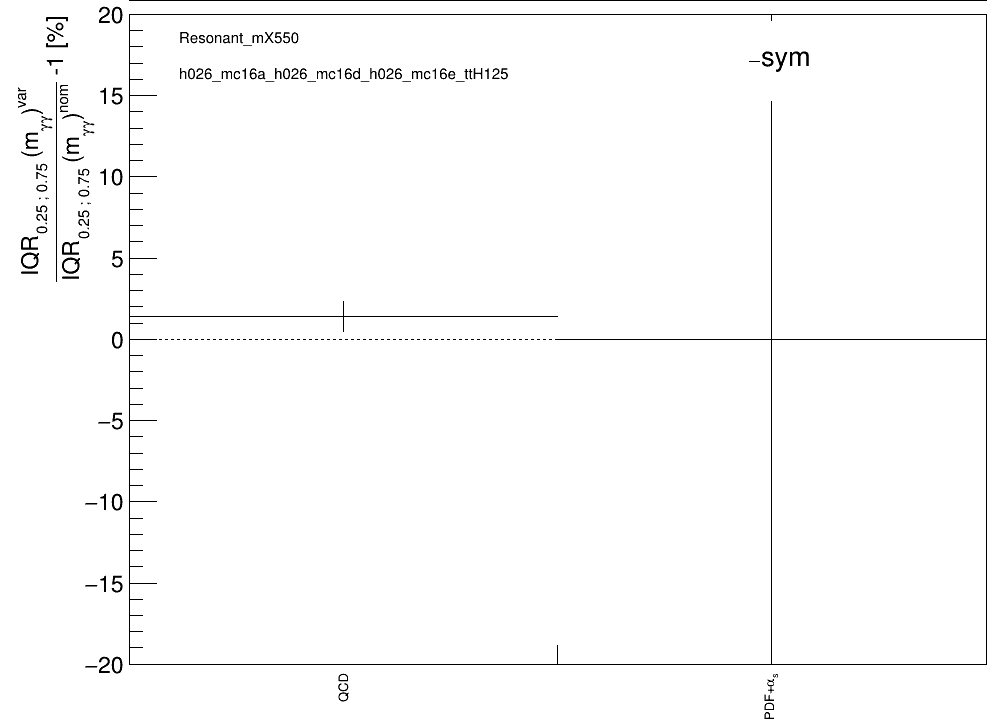 IQR0.25 ; 0.75 (mγγ)var
IQR0.25 ; 0.75 (mγγ)nom -1 [%]
20
15
10
5
0
−5
−10
−15
−20
Resonant_mX550
h026_mc16a_h026_mc16d_h026_mc16e_ttH125
sym
QCD
PDF+αs